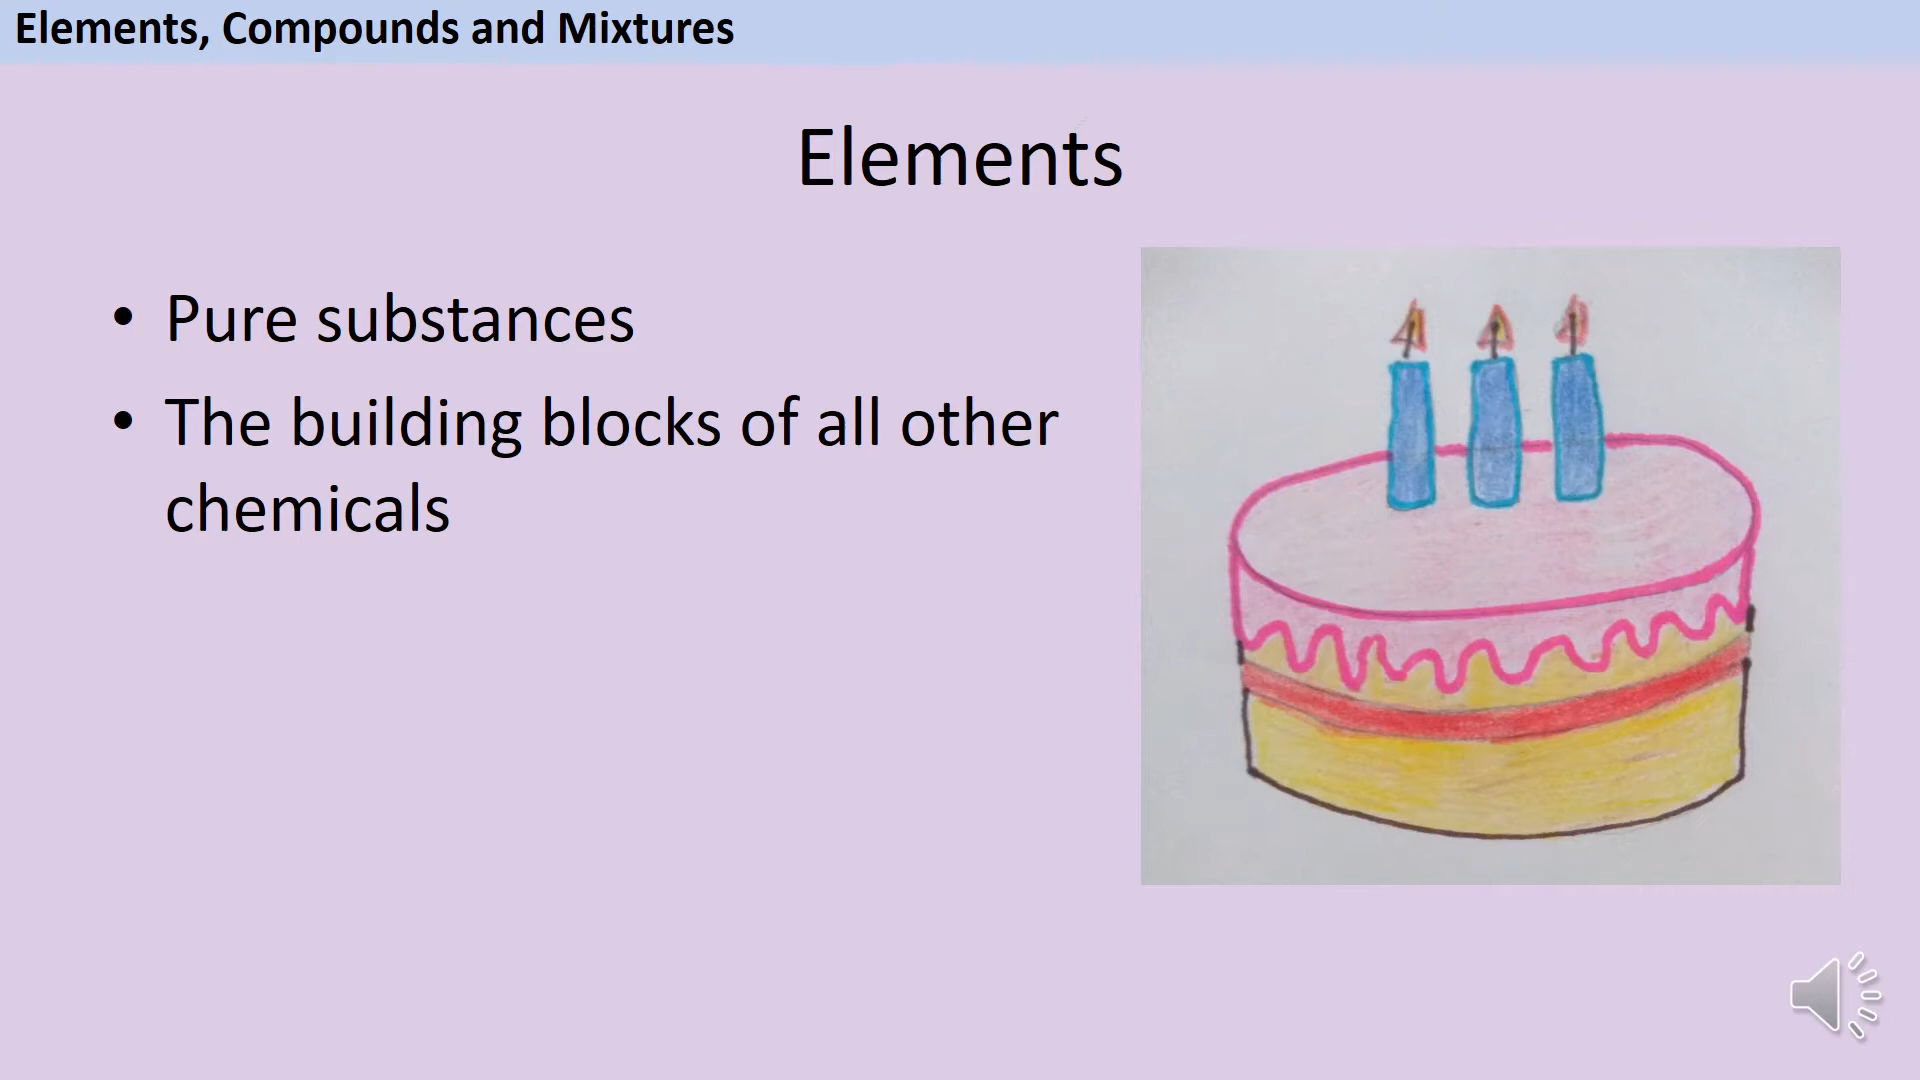 Elements, Compounds and Mixtures
Elements
• Pure substances
• The building blocks of all other
chemicals